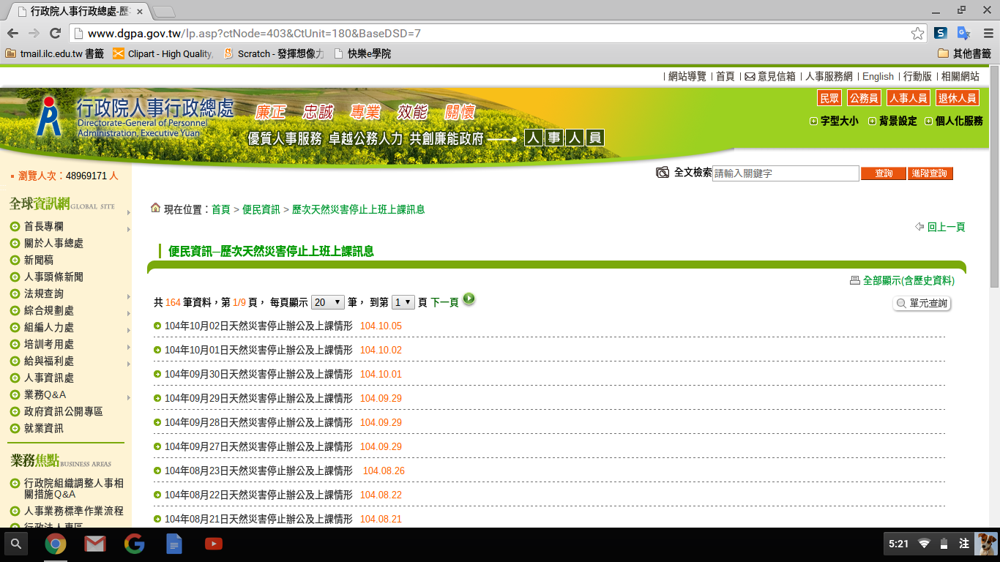 行政院人事行政總處-歷
www.dgpa.gov.tw/lp.asp?ctNode=403&CtUnit=180&BaseDSD=7
tmail.ilc.edu.tw 書籤
Clipart - High Quality,
Scratch - 發揮想像力
快樂e學院
其他書籤
| 網站導覽 | 首頁 | 意見信箱 | 人事服務網 | English | 行動版 | 相關網站
行政院人事行政總處
Directorate-General of Personnel
Administration, Executive Yuan
廉正 忠誠 專業 效能 關懷
優質人事服務 卓越公務人力 共創廉能政府
人事人員
民眾 公務員 人事人員 退休人員
字型大小 背景設定 個人化服務
瀏覽人次：48969171 人
全文檢索 請輸入關鍵字 查詢 進階查詢
全球資訊網 GLOBAL SITE
首長專欄
關於人事總處
新聞稿
人事頭條新聞
法規查詢
綜合規劃處
組編人力處
培訓考用處
給與福利處
人事資訊處
業務Q&A
政府資訊公開專區
就業資訊
業務焦點 BUSINESS AREAS
行政院組織調整人事相
關措施Q&A
人事業務標準作業流程
行政法人專區
現在位置：首頁 > 便民資訊 > 歷次天然災害停止上班上課訊息
回上一頁
便民資訊─歷次天然災害停止上班上課訊息
全部顯示(含歷史資料)
共 164 筆資料，第 1/9 頁， 每頁顯示 20 筆， 到第 1 頁 下一頁
單元查詢
104年10月02日天然災害停止辦公及上課情形 104.10.05
104年10月01日天然災害停止辦公及上課情形 104.10.02
104年09月30日天然災害停止辦公及上課情形 104.10.01
104年09月29日天然災害停止辦公及上課情形 104.09.29
104年09月28日天然災害停止辦公及上課情形 104.09.29
104年09月27日天然災害停止辦公及上課情形 104.09.29
104年08月23日天然災害停止辦公及上課情形 104.08.26
104年08月22日天然災害停止辦公及上課情形 104.08.22
104年08月21日天然災害停止辦公及上課情形 104.08.21
5:21 注